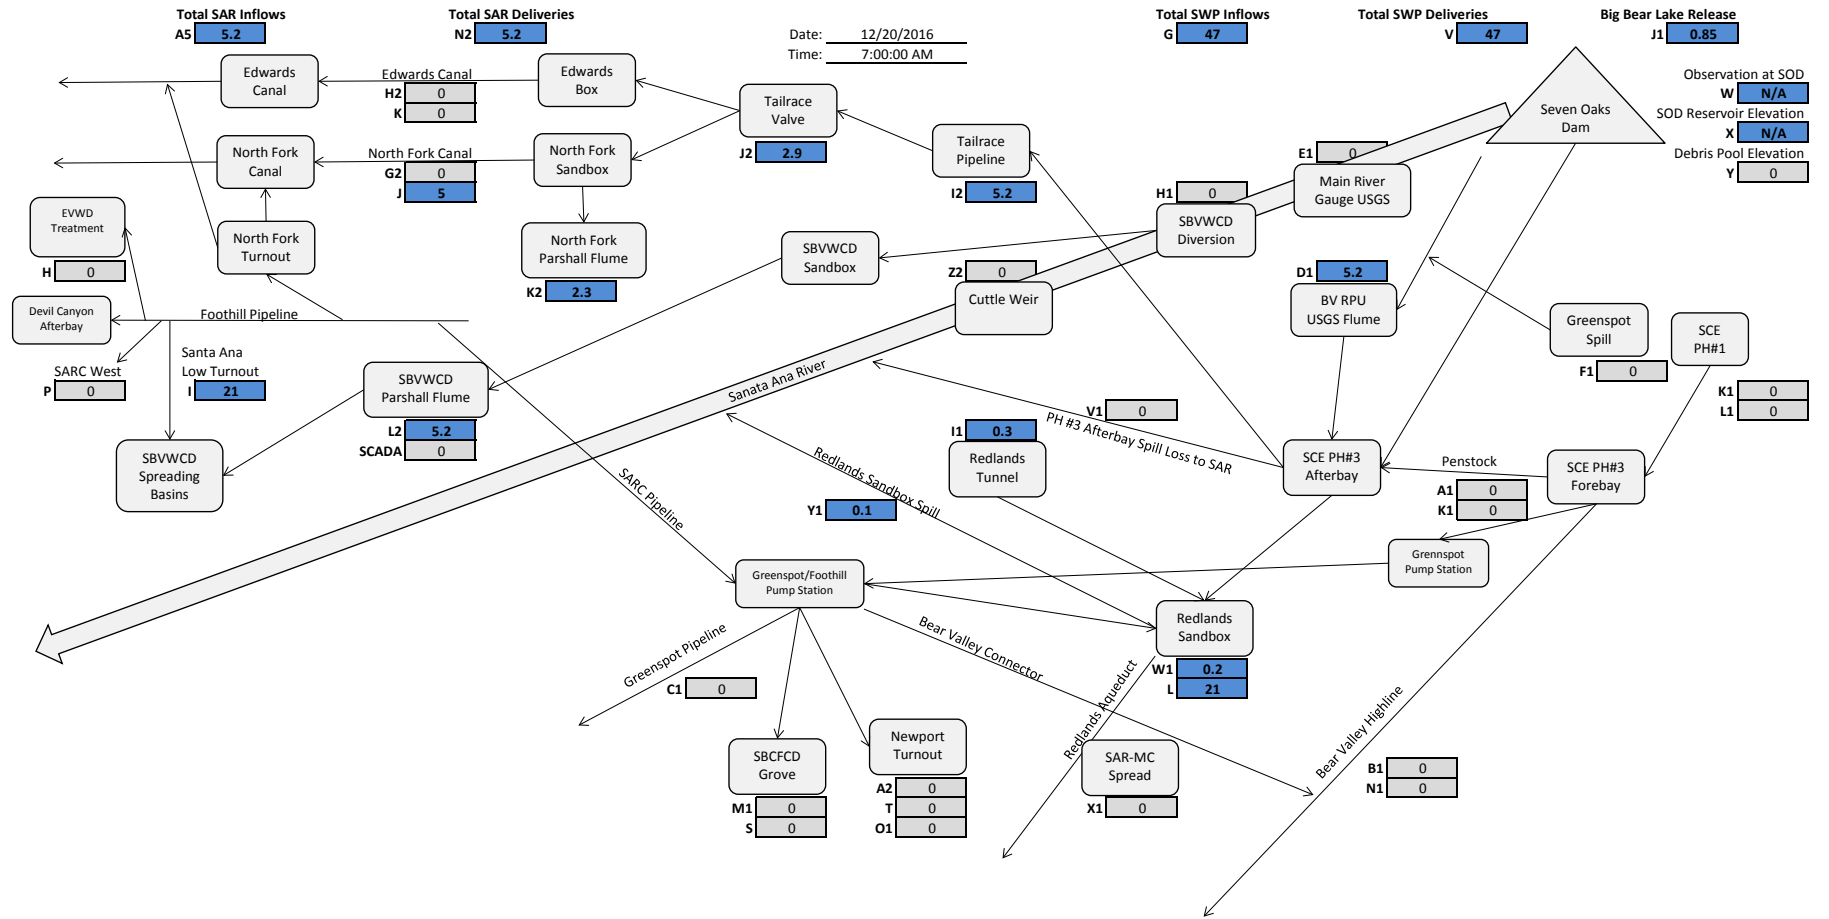 Total SAR Inflows
A5 5.2
Total SAR Deliveries
N2 5.2
Date: 12/20/2016
Time: 7:00:00 AM
Total SWP Inflows
G 47
Total SWP Deliveries
V 47
Big Bear Lake Release
J1 0.85
Edwards
Canal
Edwards Canal
H2 0
K 0
Edwards
Box
Tailrace
Valve
J2 2.9
Tailrace
Pipeline
I2 5.2
Seven Oaks
Dam
Observation at SOD
W N/A
SOD Reservoir Elevation
X N/A
Debris Pool Elevation
Y 0
North Fork
Canal
North Fork Canal
G2 0
J 5
North Fork
Sandbox
E1 0
Main River
Gauge USGS
H1 0
SBVWCD
Diversion
EVWD
Treatment
H 0
North Fork
Turnout
North Fork
Parshall Flume
K2 2.3
SBVWCD
Sandbox
Z2 0
Cuttle Weir
D1 5.2
BV RPU
USGS Flume
Greenspot
Spill
F1 0
SCE
PH#1
K1 0
L1 0
Devil Canyon
Afterbay
Foothill Pipeline
SARC West
P 0
Santa Ana
Low Turnout
I 21
SBVWCD
Parshall Flume
L2 5.2
SCADA 0
Sanata Ana River
V1 0
PH #3 Afterbay Spill Loss to SAR
SBVWCD
Spreading
Basins
SARC Pipeline
Redlands Sandbox Spill
Y1 0.1
I1 0.3
Redlands
Tunnel
SCE PH#3
Afterbay
Penstock
A1 0
K1 0
SCE PH#3
Forebay
Grennspot
Pump Station
Greenspot/Foothill
Pump Station
Redlands
Sandbox
W1 0.2
L 21
Greenspot Pipeline
C1 0
Bear Valley Connector
Redlands Aqueduct
Bear Valley Highline
SBCFCD
Grove
M1 0
S 0
Newport
Turnout
A2 0
T 0
O1 0
SAR-MC
Spread
X1 0
B1 0
N1 0